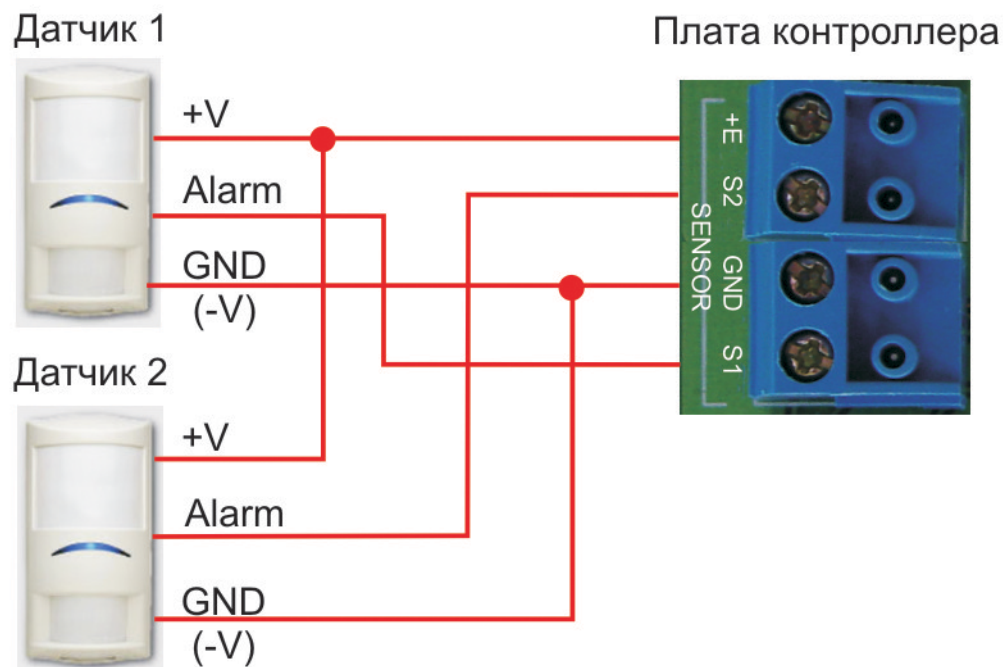 Датчик 1
Плата контроллера
+V
Alarm
GND
(-V)
+E
S2
GND
S1
SENSOR
Датчик 2
+V
Alarm
GND
(-V)